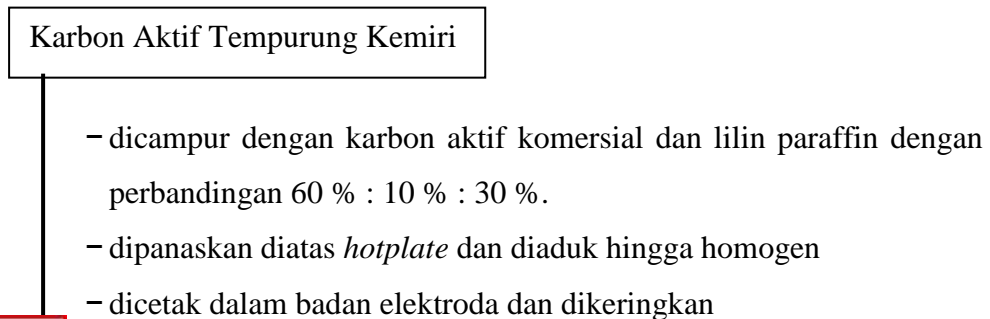 Karbon Aktif Tempurung Kemiri
– dicampur dengan karbon aktif komersial dan lilin paraffin dengan
perbandingan 60 % : 10 % : 30 %.
– dipanaskan diatas hotplate dan diaduk hingga homogen
– dicetak dalam badan elektroda dan dikeringkan